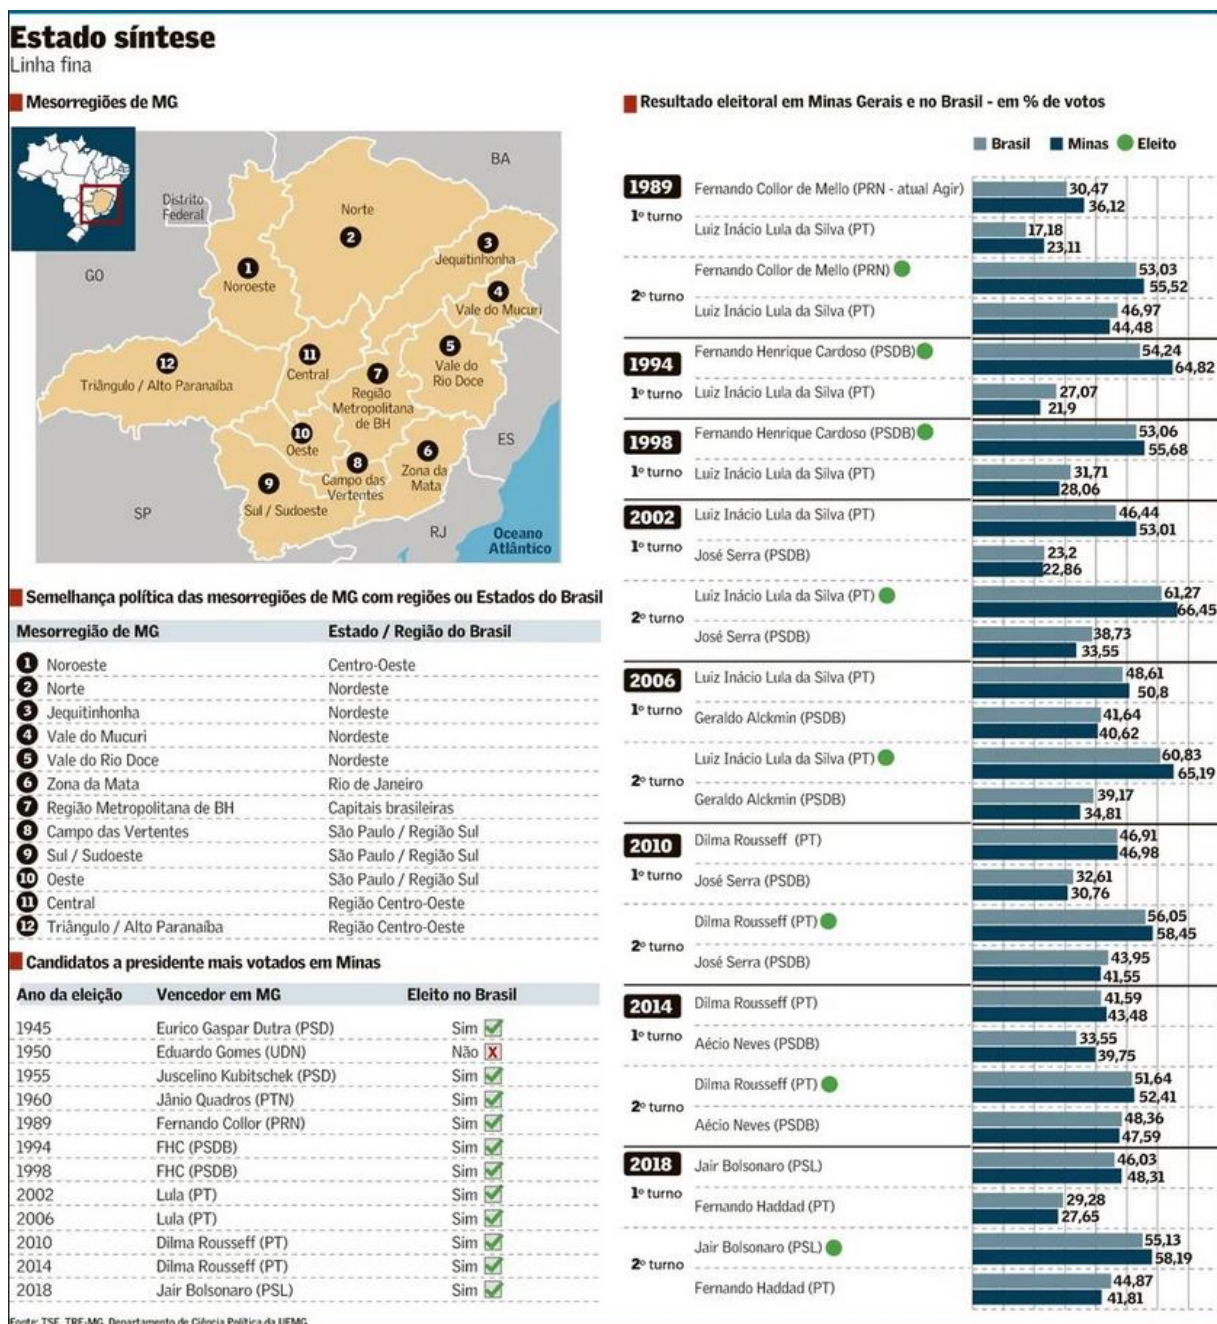 Estado síntese
Linha fina
Mesorregiões de MG
BA
Distrito
Federal
Norte
2
3
Jequitinhonha
GO
1
Noroeste
4
Vale do Mucuri
12
Triângulo / Alto Paranaíba
11
Central
5
Vale do
Rio Doce
7
Região
Metropolitana
de BH
10
Oeste
ES
6
Zona da
Mata
8
Campo das
Vertentes
9
Sul / Sudoeste
SP
RJ
Oceano
Atlântico
Semelhança política das mesorregiões de MG com regiões ou Estados do Brasil
Mesorregião de MG Estado / Região do Brasil
1 Noroeste Centro-Oeste
2 Norte Nordeste
3 Jequitinhonha Nordeste
4 Vale do Mucuri Nordeste
5 Vale do Rio Doce Nordeste
6 Zona da Mata Rio de Janeiro
7 Região Metropolitana de BH Capitais brasileiras
8 Campo das Vertentes São Paulo / Região Sul
9 Sul / Sudoeste São Paulo / Região Sul
10 Oeste São Paulo / Região Sul
11 Central Região Centro-Oeste
12 Triângulo / Alto Paranaíba Região Centro-Oeste
Candidatos a presidente mais votados em Minas
Ano da eleição Vencedor em MG Eleito no Brasil
1945 Eurico Gaspar Dutra (PSD) Sim
1950 Eduardo Gomes (UDN) Não X
1955 Juscelino Kubitschek (PSD) Sim
1960 Jânio Quadros (PTN) Sim
1989 Fernando Collor (PRN) Sim
1994 FHC (PSDB) Sim
1998 FHC (PSDB) Sim
2002 Lula (PT) Sim
2006 Lula (PT) Sim
2010 Dilma Rousseff (PT) Sim
2014 Dilma Rousseff (PT) Sim
2018 Jair Bolsonaro (PSL) Sim
Fonte: TSE, TRE-MG, Departamento de Ciência Política da UFMG
Resultado eleitoral em Minas Gerais e no Brasil - em % de votos
Brasil Minas Eleito
1989 Fernando Collor de Mello (PRN - atual Agir) 30,47
36,12
1º turno
Luiz Inácio Lula da Silva (PT) 17,18
23,11
Fernando Collor de Mello (PRN) 53,03
55,52
2º turno
Luiz Inácio Lula da Silva (PT) 46,97
44,48
1994 Fernando Henrique Cardoso (PSDB) 54,24
64,82
1º turno Luiz Inácio Lula da Silva (PT) 27,07
21,9
1998 Fernando Henrique Cardoso (PSDB) 53,06
55,68
1º turno Luiz Inácio Lula da Silva (PT) 31,71
28,06
2002 Luiz Inácio Lula da Silva (PT) 46,44
53,01
1º turno José Serra (PSDB) 23,2
22,86
Luiz Inácio Lula da Silva (PT) 61,27
66,45
2º turno
José Serra (PSDB) 38,73
33,55
2006 Luiz Inácio Lula da Silva (PT) 48,61
50,8
1º turno Geraldo Alckmin (PSDB) 41,64
40,62
Luiz Inácio Lula da Silva (PT) 60,83
65,19
2º turno
Geraldo Alckmin (PSDB) 39,17
34,81
2010 Dilma Rousseff (PT) 46,91
46,98
1º turno José Serra (PSDB) 32,61
30,76
Dilma Rousseff (PT) 56,05
58,45
2º turno
José Serra (PSDB) 43,95
41,55
2014 Dilma Rousseff (PT) 41,59
43,48
1º turno Aécio Neves (PSDB) 33,55
39,75
Dilma Rousseff (PT) 51,64
52,41
2º turno
Aécio Neves (PSDB) 48,36
47,59
2018 Jair Bolsonaro (PSL) 46,03
48,31
1º turno
Fernando Haddad (PT) 29,28
27,65
Jair Bolsonaro (PSL) 55,13
58,19
2º turno
Fernando Haddad (PT) 44,87
41,81